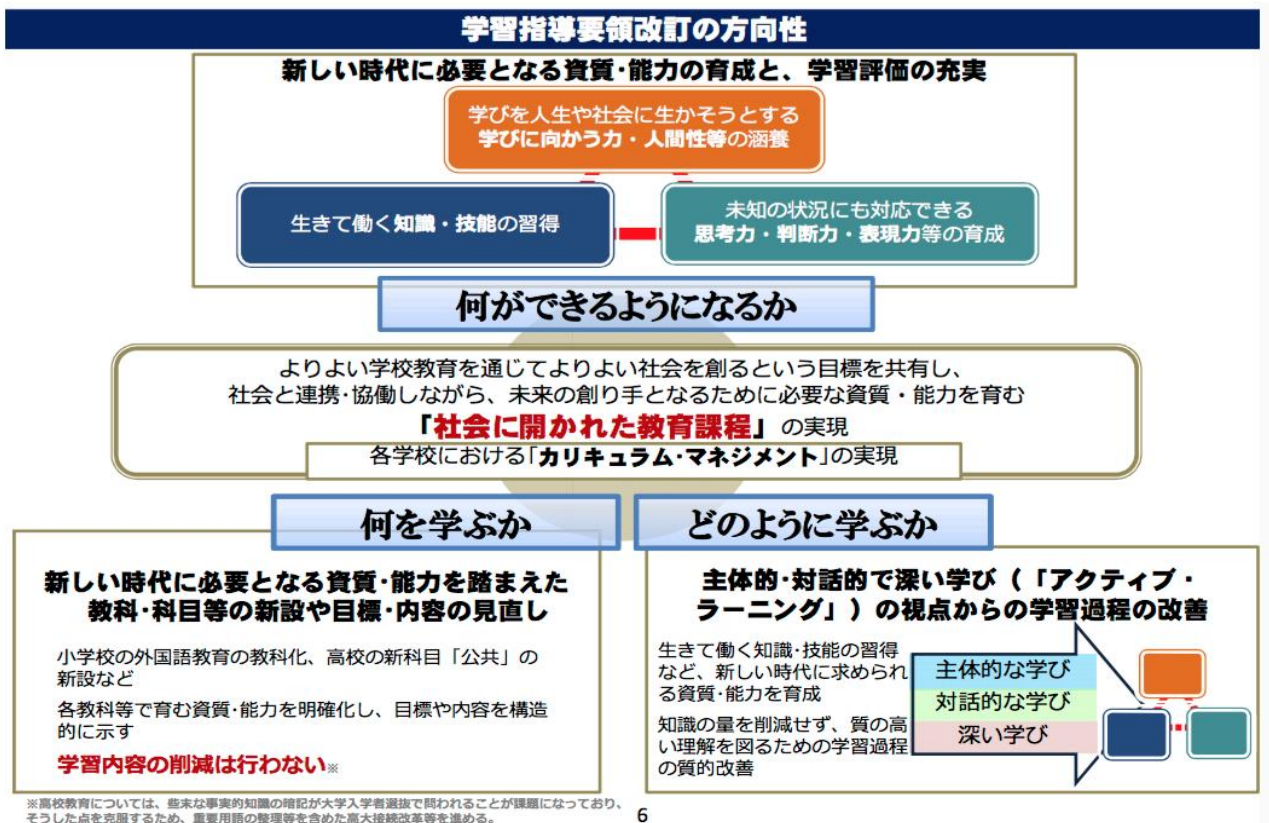 学習指導要領改訂の方向性
新しい時代に必要となる資質･能力の育成と、学習評価の充実
学びを人生や社会に生かそうとする
学びに向かう力・人間性等の涵養
生きて働く知識・技能の習得
未知の状況にも対応できる
思考力・判断力・表現力等の育成
何ができるようになるか
よりよい学校教育を通じてよりよい社会を創るという目標を共有し、
社会と連携･協働しながら、未来の創り手となるために必要な資質・能力を育む
「社会に開かれた教育課程」の実現
各学校における「カリキュラム･マネジメント」の実現
何を学ぶか
新しい時代に必要となる資質･能力を踏まえた
教科･科目等の新設や目標･内容の見直し
小学校の外国語教育の教科化、高校の新科目「公共」の
新設など
各教科等で育む資質･能力を明確化し、目標や内容を構造
的に示す
学習内容の削減は行わない※
どのように学ぶか
主体的･対話的で深い学び（「アクティブ・
ラーニング」）の視点からの学習過程の改善
生きて働く知識･技能の習得
など、新しい時代に求められ
る資質･能力を育成
知識の量を削減せず、質の高
い理解を図るための学習過程
の質的改善
主体的な学び
対話的な学び
深い学び
※高校教育については、些末な事実的知識の暗記が大学入学者選抜で問われることが課題になっており、
そうした点を克服するため、重要用語の整理等を含めた高大接続改革等を進める。
6